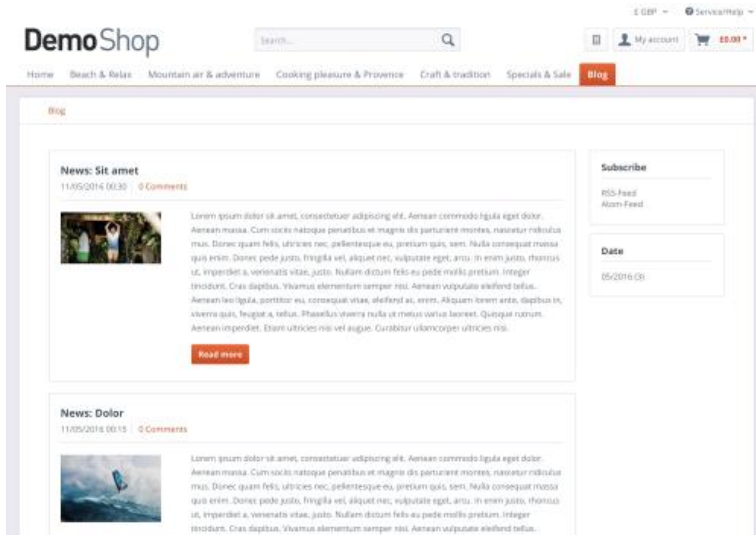 £ GBP Service/Help
DemoShop Search... My account £0.00 *
Home Beach & Relax Mountain air & adventure Cooking pleasure & Provence Craft & tradition Specials & Sale Blog
Blog
News: Sit amet
11/05/2016 00:30 0 Comments
Lorem ipsum dolor sit amet, consectetuer adipiscing elit. Aenean commodo ligula eget dolor.
Aenean massa. Cum sociis natoque penatibus et magnis dis parturient montes, nascetur ridiculus
mus. Donec quam felis, ultricies nec, pellentesque eu, pretium quis, sem. Nulla consequat massa
quis enim. Donec pede justo, fringilla vel, aliquet nec, vulputate eget, arcu. In enim justo, rhoncus
ut, imperdiet a, venenatis vitae, justo. Nullam dictum felis eu pede mollis pretium. Integer
tincidunt. Cras dapibus. Vivamus elementum semper nisi. Aenean vulputate eleifend tellus.
Aenean leo ligula, porttitor eu, consequat vitae, eleifend ac, enim. Aliquam lorem ante, dapibus in,
viverra quis, feugiat a, tellus. Phasellus viverra nulla ut metus varius laoreet. Quisque rutrum.
Aenean imperdiet. Etiam ultricies nisi vel augue. Curabitur ullamcorper ultricies nisi.
Read more
Subscribe
RSS-Feed
Atom-Feed
Date
05/2016 (3)
News: Dolor
11/05/2016 00:15 0 Comments
Lorem ipsum dolor sit amet, consectetuer adipiscing elit. Aenean commodo ligula eget dolor.
Aenean massa. Cum sociis natoque penatibus et magnis dis parturient montes, nascetur ridiculus
mus. Donec quam felis, ultricies nec, pellentesque eu, pretium quis, sem. Nulla consequat massa
quis enim. Donec pede justo, fringilla vel, aliquet nec, vulputate eget, arcu. In enim justo, rhoncus
ut, imperdiet a, venenatis vitae, justo. Nullam dictum felis eu pede mollis pretium. Integer
tincidunt. Cras dapibus. Vivamus elementum semper nisi. Aenean vulputate eleifend tellus.